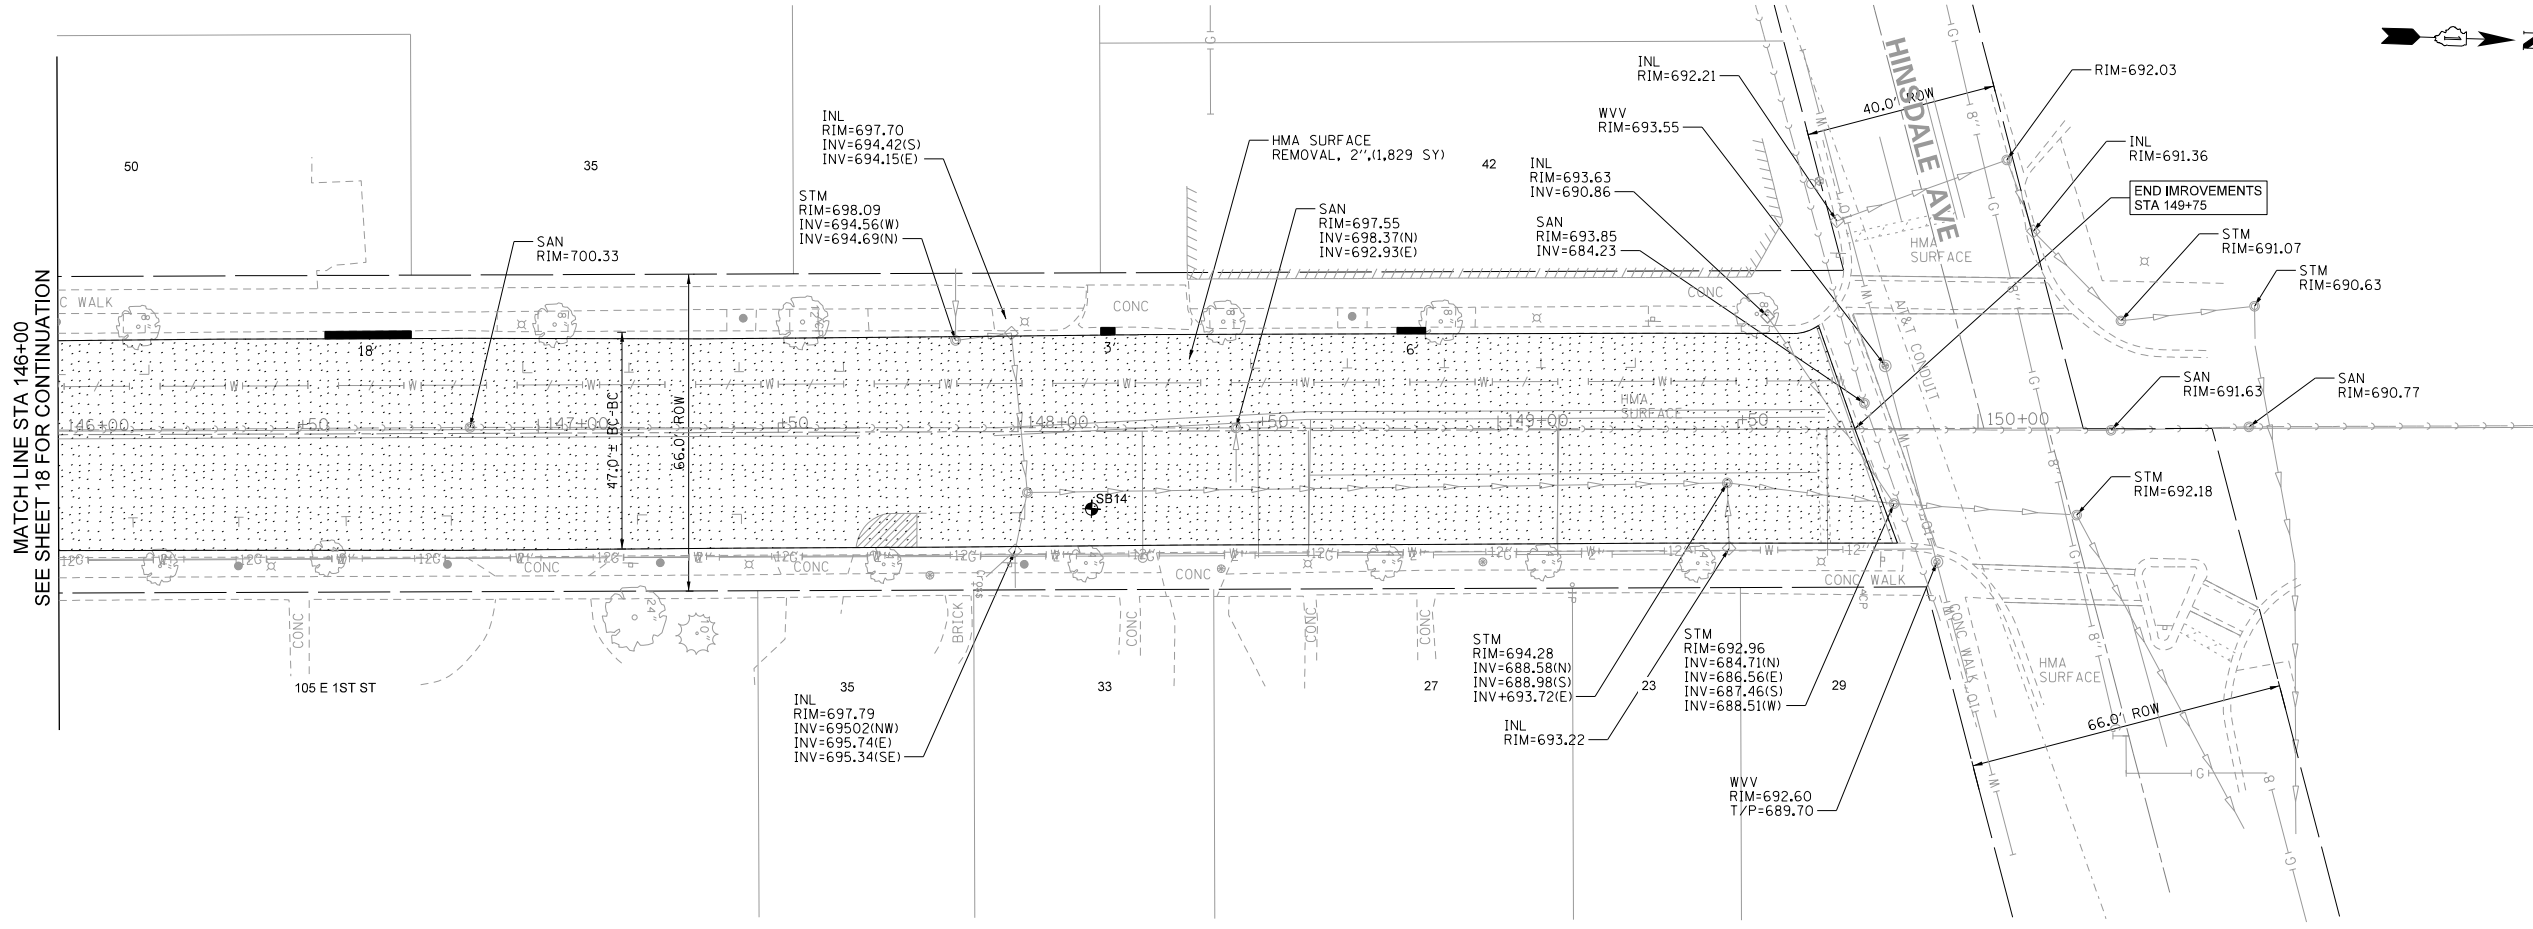 MATCH LINE STA 146+00
SEE SHEET 18 FOR CONTINUATION
50
35
SAN
RIM=700.33
INL
RIM=697.70
INV=694.42(S)
INV=694.15(E)
STM
RIM=698.09
INV=694.56(W)
INV=694.69(N)
G
HMA SURFACE
REMOVAL, 2'',(1,829 SY)
SAN
RIM=697.55
INV=698.37(N)
INV=692.93(E)
42
INL
RIM=692.21
WVV
RIM=693.55
INL
RIM=693.63
INV=690.86
SAN
RIM=693.85
INV=684.23
HINSDALE AVE
40.0' ROW
RIM=692.03
INL
RIM=691.36
END IMROVEMENTS
STA 149+75
STM
RIM=691.07
STM
RIM=690.63
SAN
RIM=691.63
SAN
RIM=690.77
STM
RIM=692.18
HMA
SURFACE
AT&T CONDUIT
C WALK
CONC
CONC
18'
3'
6'
146+00
+50
147+00
+50
148+00
+50
149+00
+50
150+00
HMA
SURFACE
47.0'± BC-BC
66.0' ROW
SB14
CONC
CONC
CONC
CONC WALK
CONC
24"
10"
BRICK
CONC
CONC
CONC
CONC WALK
HMA
SURFACE
66.0' ROW
105 E 1ST ST
35
33
27
23
29
INL
RIM=697.79
INV=69502(NW)
INV=695.74(E)
INV=695.34(SE)
STM
RIM=694.28
INV=688.58(N)
INV=688.98(S)
INV+693.72(E)
INL
RIM=693.22
STM
RIM=692.96
INV=684.71(N)
INV=686.56(E)
INV=687.46(S)
INV=688.51(W)
WVV
RIM=692.60
T/P=689.70